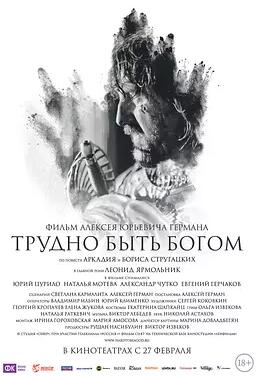 ФИЛЬМ АЛЕКСЕЯ ЮРЬЕВИЧА ГЕРМАНА
ТРУДНО БЫТЬ БОГОМ
ПО ПОВЕСТИ АРКАДИЯ И БОРИСА СТРУГАЦКИХ
В ГЛАВНОЙ РОЛИ ЛЕОНИД ЯРМОЛЬНИК
В ФИЛЬМЕ СНИМАЛИСЬ
ЮРИЙ ЦУРИЛО НАТАЛЬЯ МОТЕВА АЛЕКСАНДР ЧУТКО ЕВГЕНИЙ ГЕРЧАКОВ
СЦЕНАРИЙ СВЕТЛАНА КАРМАЛИТА АЛЕКСЕЙ ГЕРМАН ПОСТАНОВКА АЛЕКСЕЙ ГЕРМАН
ОПЕРАТОРЫ ВЛАДИМИР ИЛЬИН, ЮРИЙ КЛИМЕНКО ХУДОЖНИКИ СЕРГЕЙ КОКОВКИН
ГЕОРГИЙ КРОПАЧЕВ ЕЛЕНА ЖУКОВА КОСТЮМЫ ЕКАТЕРИНА ШАПКАЙЦ ГРИМ ОЛЬГА ИЗВЕКОВА
НАТАЛЬЯ РАТКЕВИЧ МУЗЫКА ВИКТОР ЛЕБЕДЕВ ЗВУК НИКОЛАЙ АСТАХОВ
МОНТАЖ ИРИНА ГОРОХОВСКАЯ МАРИЯ АМОСОВА ДИРЕКТОР КАРТИНЫ МАРИНА ДОВЛАДБЕГЯН
ПРОДЮСЕРЫ РУШАН НАСИБУЛИН ВИКТОР ИЗВЕКОВ
В КИНОТЕАТРАХ С 27 ФЕВРАЛЯ
18+